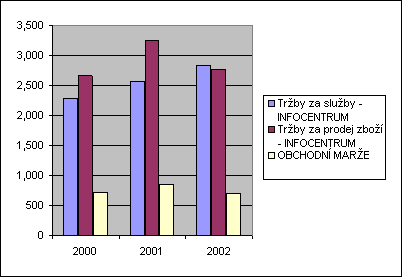 3,500
3,000
2,500
2,000
1,500
1,000
500
0
2000 2001 2002
Tržby za služby -
INFOCENTRUM
Tržby za prodej zboží
- INFOCENTRUM
OBCHODNÍ MARŽE